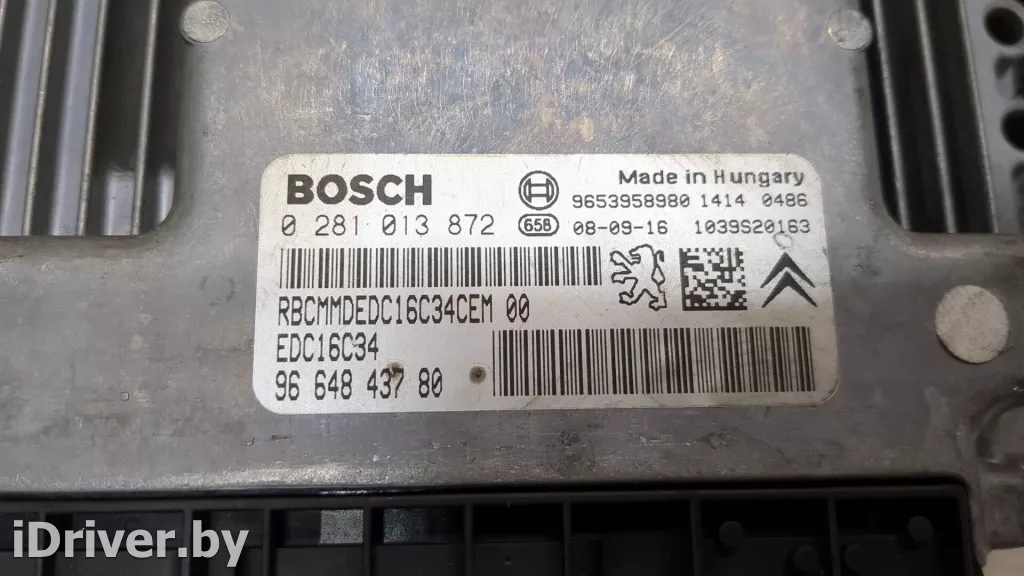 BOSCH
Made in Hungary
9653958980 1414 0486
0 281 013 872
658
08-09-16 1039S20163
RBCMMDEDC16C34CEM 00
EDC16C34
96 648 437 80
iDriver.by